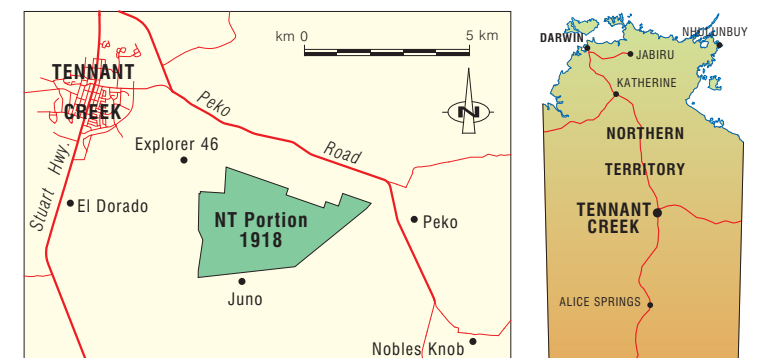 km 0 5 km
TENNANT
CREEK
Peko
Road
Explorer 46
Stuart Hwy.
El Dorado
NT Portion
1918
Peko
Juno
Nobles Knob
N
DARWIN
NHULUNBUY
JABIRU
KATHERINE
NORTHERN
TERRITORY
TENNANT
CREEK
ALICE SPRINGS